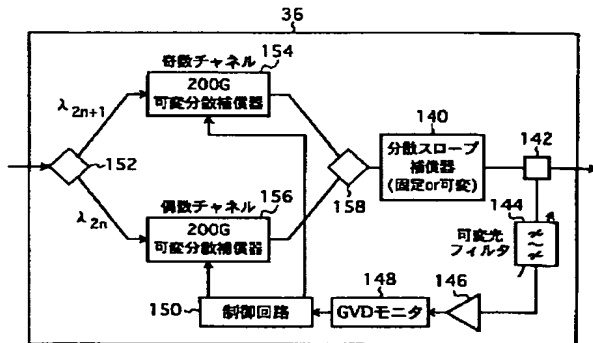 36
奇数チャネル
154
200G
可変分散補償器
λ2n+1
152
λ2n
偶数チャネル
156
200G
可変分散補償器
158
140
分散スロープ
補償器
(固定or可変)
142
144
可変光
フィルタ
146
148
GVDモニタ
150
制御回路